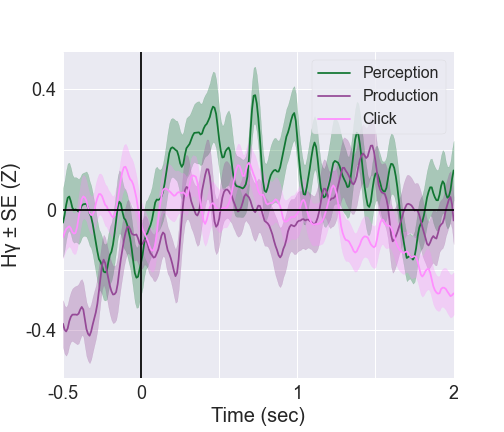 Perception
Production
Click
0.4
0
-0.4
Hγ ± SE (Z)
-0.5
0
1
2
Time (sec)